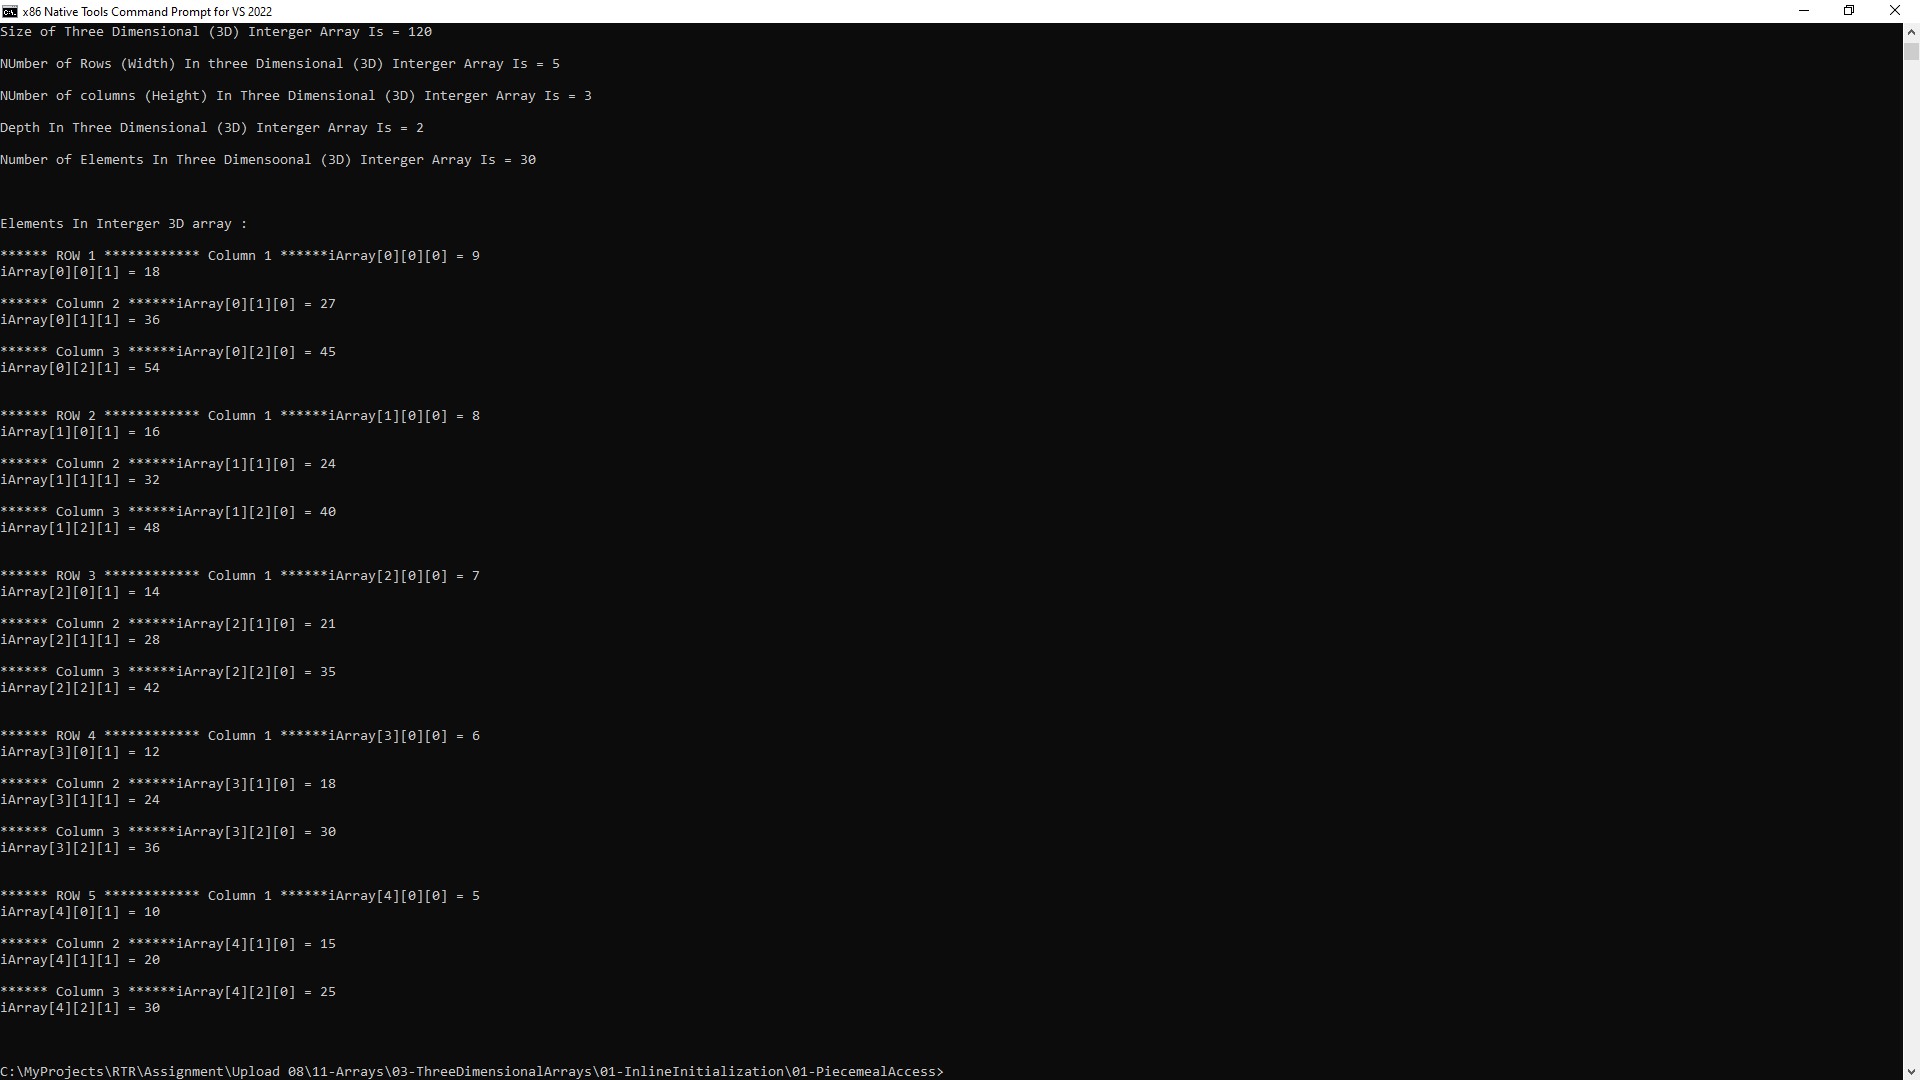 x86 Native Tools Command Prompt for VS 2022
Size of Three Dimensional (3D) Interger Array Is = 120
NUmber of Rows (Width) In three Dimensional (3D) Interger Array Is = 5
NUmber of columns (Height) In Three Dimensional (3D) Interger Array Is = 3
Depth In Three Dimensional (3D) Interger Array Is = 2
Number of Elements In Three Dimensoonal (3D) Interger Array Is = 30
Elements In Interger 3D array :
****** ROW 1 ************ Column 1 ******iArray[0][0][0] = 9
iArray[0][0][1] = 18
****** Column 2 ******iArray[0][1][0] = 27
iArray[0][1][1] = 36
****** Column 3 ******iArray[0][2][0] = 45
iArray[0][2][1] = 54
****** ROW 2 ************ Column 1 ******iArray[1][0][0] = 8
iArray[1][0][1] = 16
****** Column 2 ******iArray[1][1][0] = 24
iArray[1][1][1] = 32
****** Column 3 ******iArray[1][2][0] = 40
iArray[1][2][1] = 48
****** ROW 3 ************ Column 1 ******iArray[2][0][0] = 7
iArray[2][0][1] = 14
****** Column 2 ******iArray[2][1][0] = 21
iArray[2][1][1] = 28
****** Column 3 ******iArray[2][2][0] = 35
iArray[2][2][1] = 42
****** ROW 4 ************ Column 1 ******iArray[3][0][0] = 6
iArray[3][0][1] = 12
****** Column 2 ******iArray[3][1][0] = 18
iArray[3][1][1] = 24
****** Column 3 ******iArray[3][2][0] = 30
iArray[3][2][1] = 36
****** ROW 5 ************ Column 1 ******iArray[4][0][0] = 5
iArray[4][0][1] = 10
****** Column 2 ******iArray[4][1][0] = 15
iArray[4][1][1] = 20
****** Column 3 ******iArray[4][2][0] = 25
iArray[4][2][1] = 30
C:\MyProjects\RTR\Assignment\Upload 08\11-Arrays\03-ThreeDimensionalArrays\01-InlineInitialization\01-PiecemealAccess>